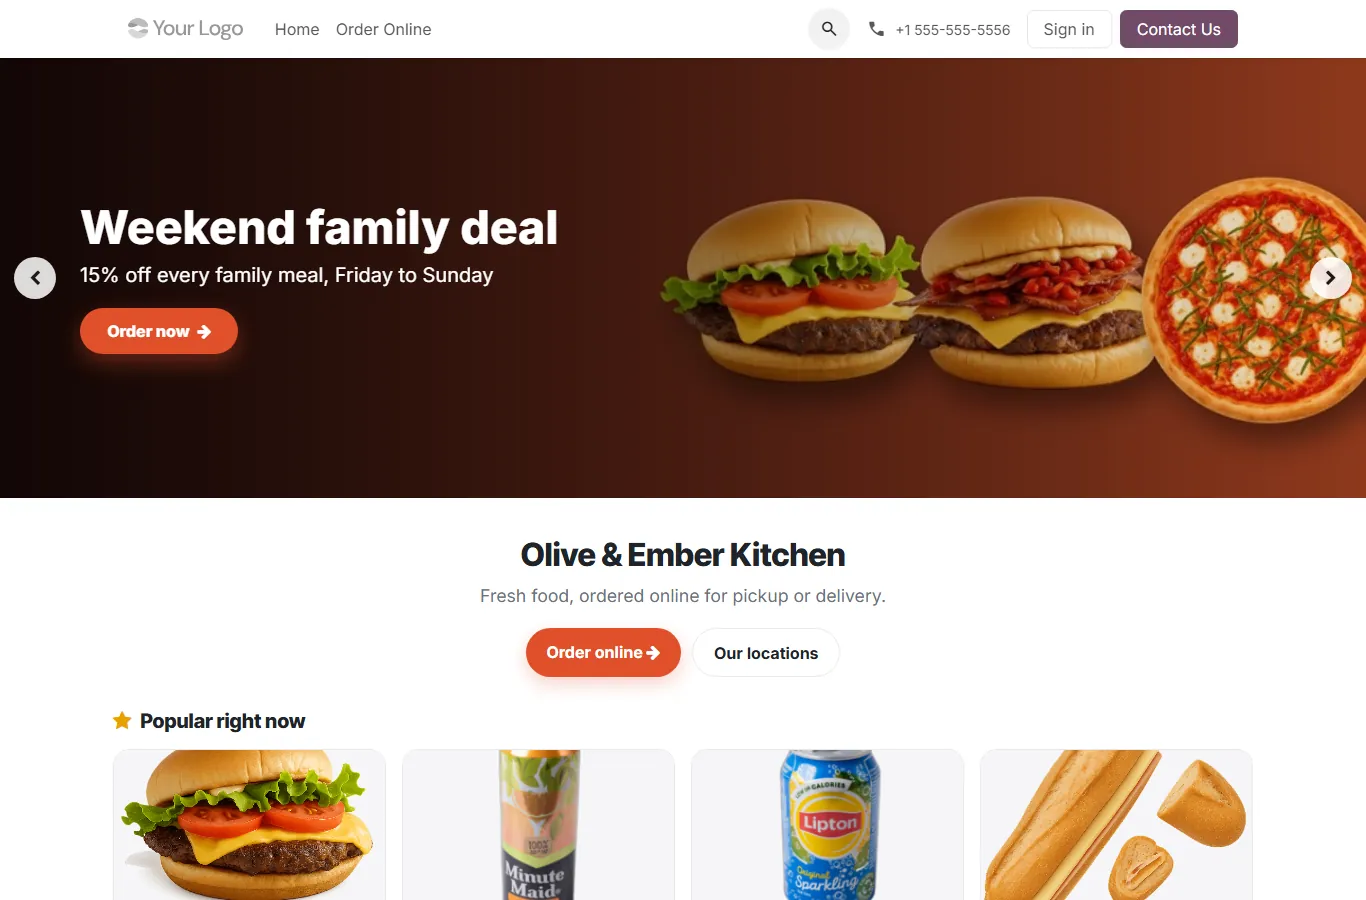 Your Logo
Home
Order Online
+1 555-555-5556
Sign in
Contact Us
Weekend family deal
15% off every family meal, Friday to Sunday
Order now
Olive & Ember Kitchen
Fresh food, ordered online for pickup or delivery.
Order online
Our locations
Popular right now
100%
Minute
Maid
Lipton
Original
Sparkling